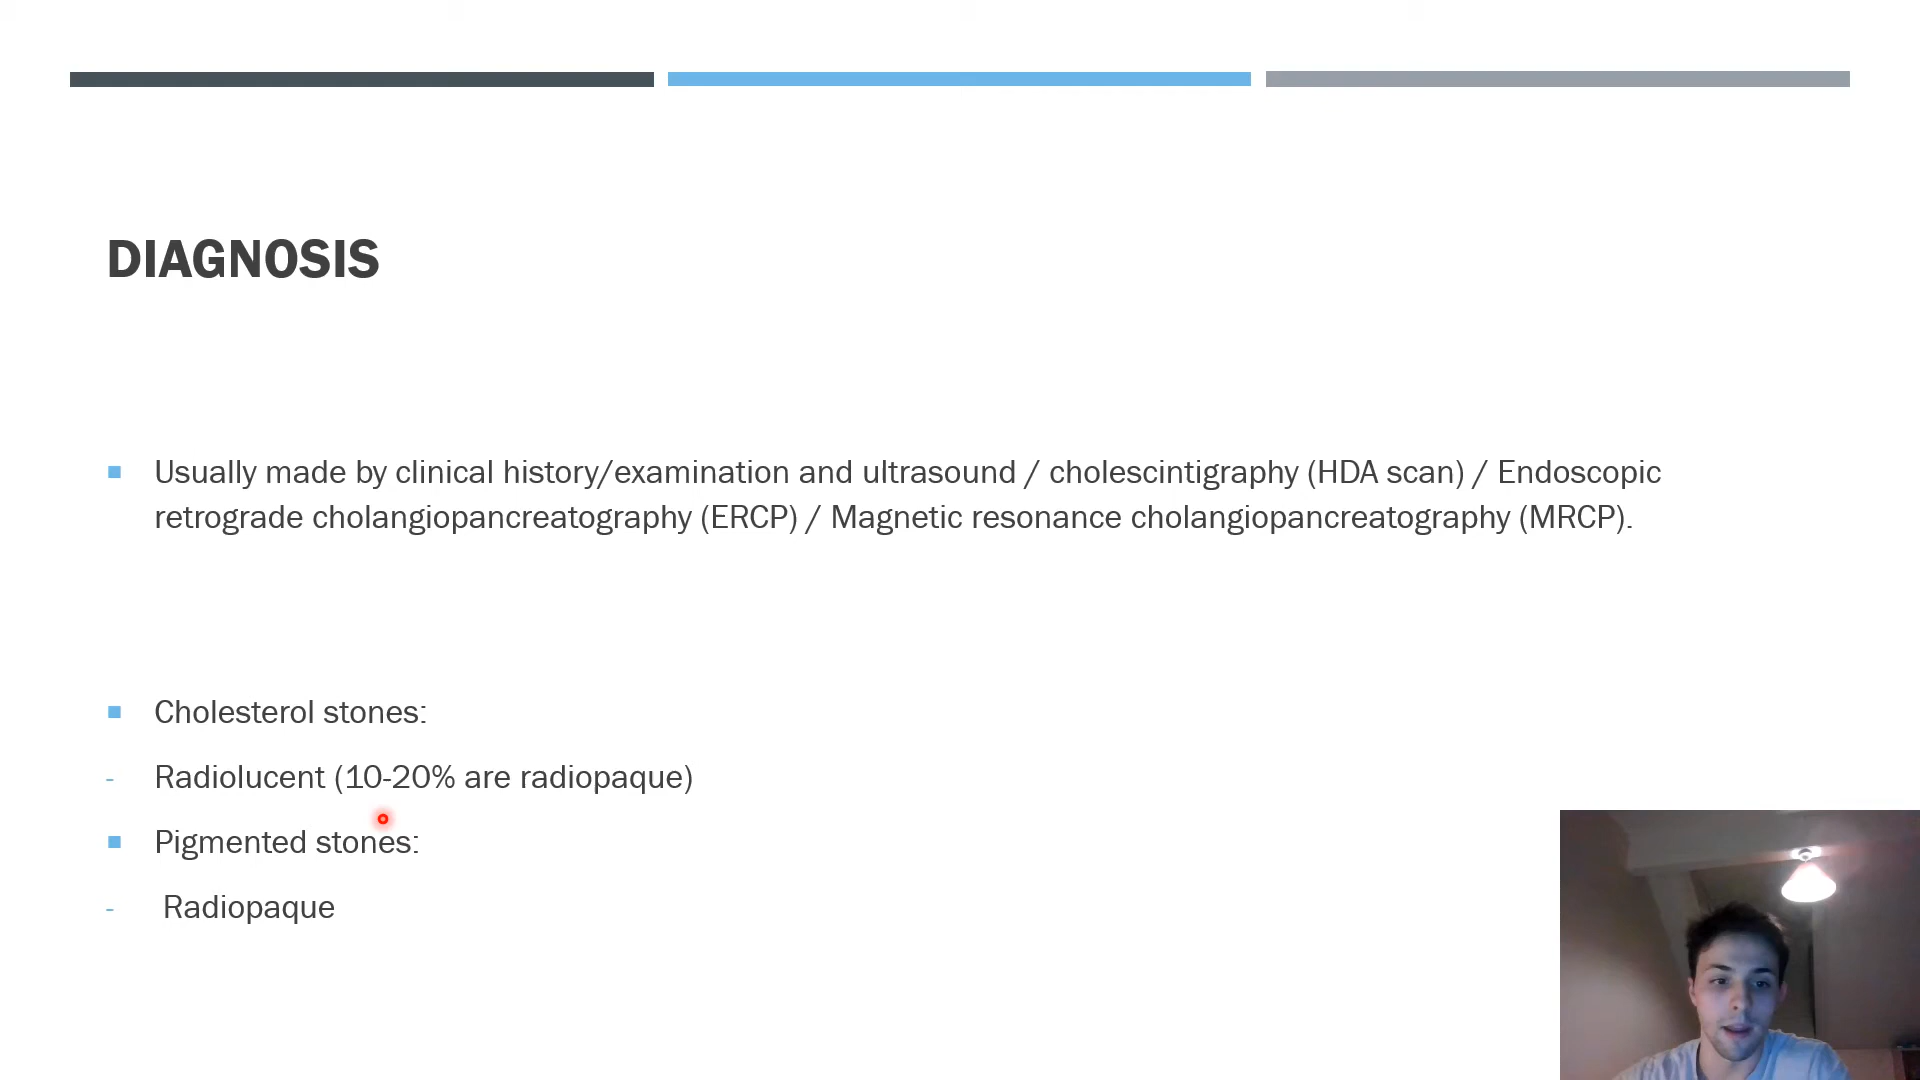 DIAGNOSIS
Usually made by clinical history/examination and ultrasound / cholescintigraphy (HDA scan) / Endoscopic
retrograde cholangiopancreatography (ERCP) / Magnetic resonance cholangiopancreatography (MRCP).
Cholesterol stones:
- Radiolucent (10-20% are radiopaque)
Pigmented stones:
- Radiopaque